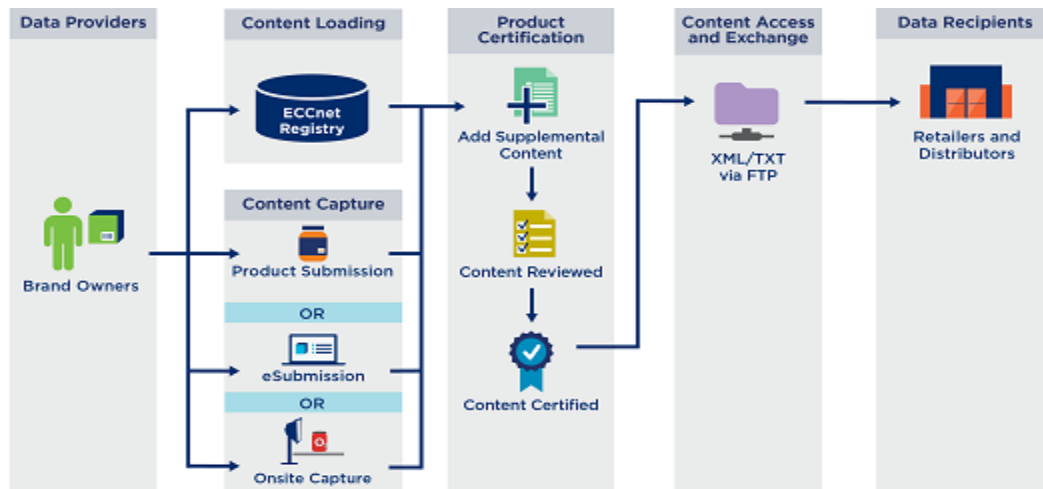 Data Providers
Brand Owners
Content Loading
ECCnet
Registry
Content Capture
Product Submission
OR
eSubmission
OR
Onsite Capture
Product
Certification
Add Supplemental
Content
Content Reviewed
Content Certified
Content Access
and Exchange
XML/TXT
via FTP
Data Recipients
Retailers and
Distributors